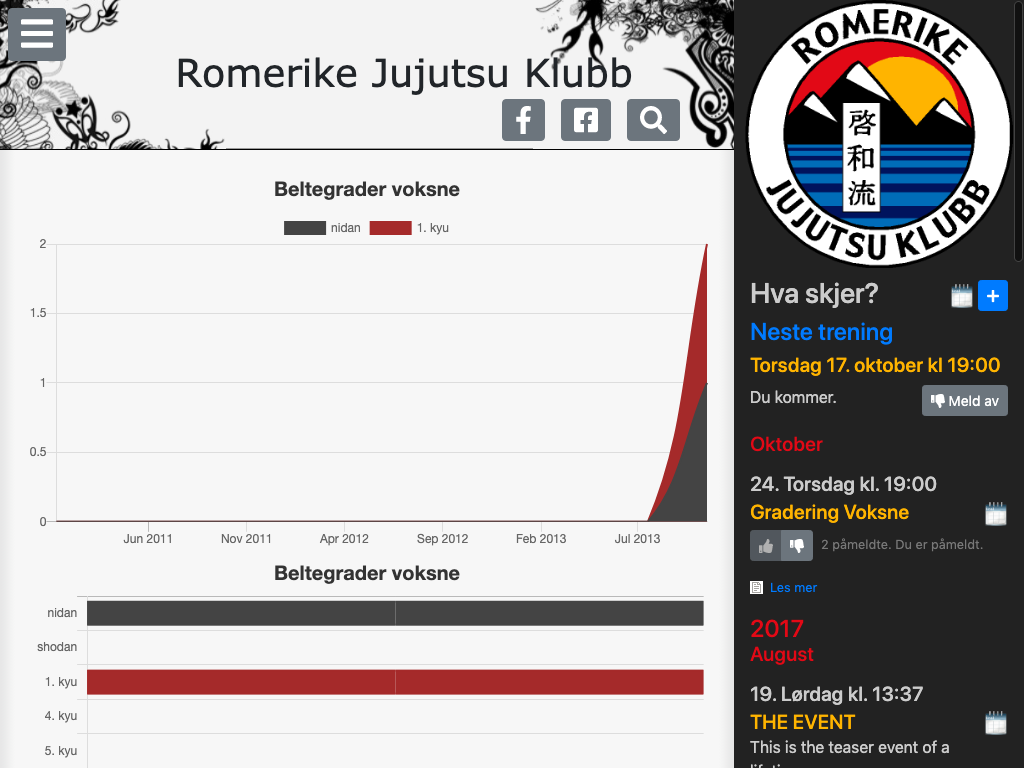 Romerike Jujutsu Klubb
Beltegrader voksne
nidan 1. kyu
2
1.5
1
0.5
0
Jun 2011 Nov 2011 Apr 2012 Sep 2012 Feb 2013 Jul 2013
Beltegrader voksne
nidan
shodan
1. kyu
4. kyu
5. kyu
ROMERIKE
啓和流
JUJUTSU KLUBB
Hva skjer?
Neste trening
Torsdag 17. oktober kl 19:00
Du kommer.
Meld av
Oktober
24. Torsdag kl. 19:00
Gradering Voksne
2 påmeldte. Du er påmeldt.
Les mer
2017
August
19. Lørdag kl. 13:37
THE EVENT
This is the teaser event of a